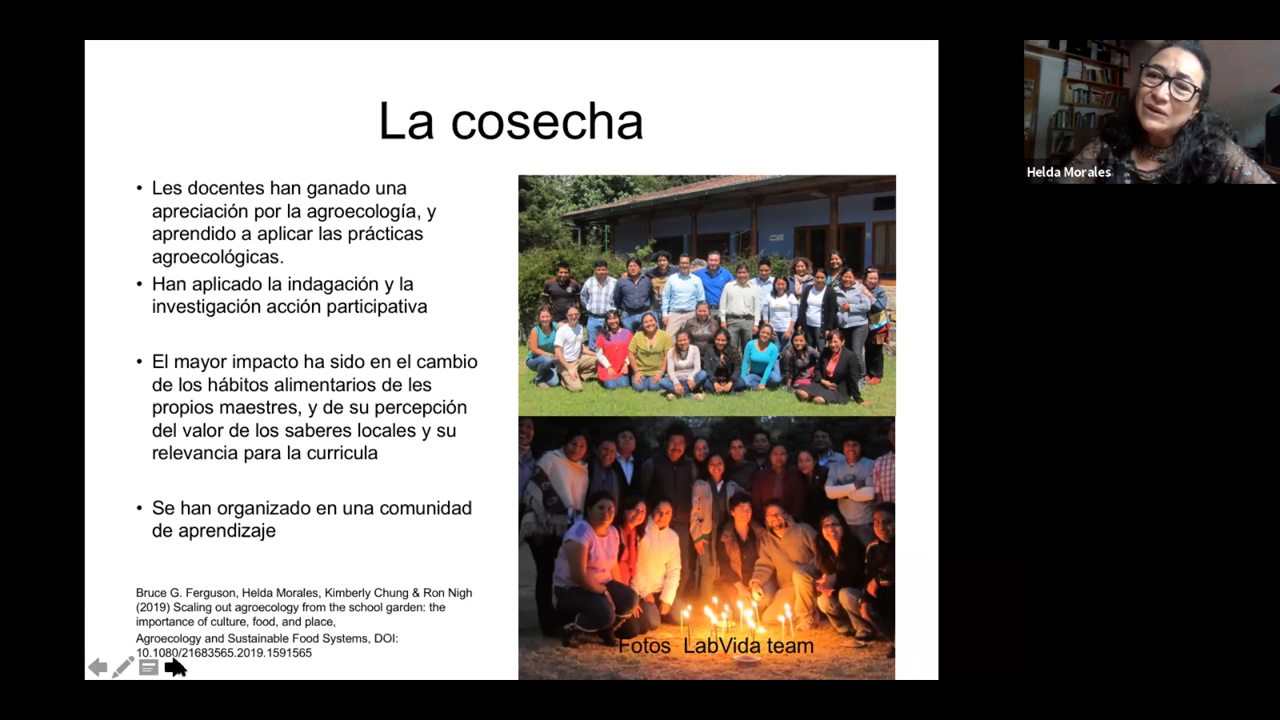 La cosecha
• Les docentes han ganado una
apreciación por la agroecología, y
aprendido a aplicar las prácticas
agroecológicas.
• Han aplicado la indagación y la
investigación acción participativa
• El mayor impacto ha sido en el cambio
de los hábitos alimentarios de les
propios maestres, y de su percepción
del valor de los saberes locales y su
relevancia para la curricula
• Se han organizado en una comunidad
de aprendizaje
Bruce G. Ferguson, Helda Morales, Kimberly Chung & Ron Nigh
(2019) Scaling out agroecology from the school garden: the
importance of culture, food, and place,
Agroecology and Sustainable Food Systems, DOI:
10.1080/21683565.2019.1591565
Fotos LabVida team
Helda Morales